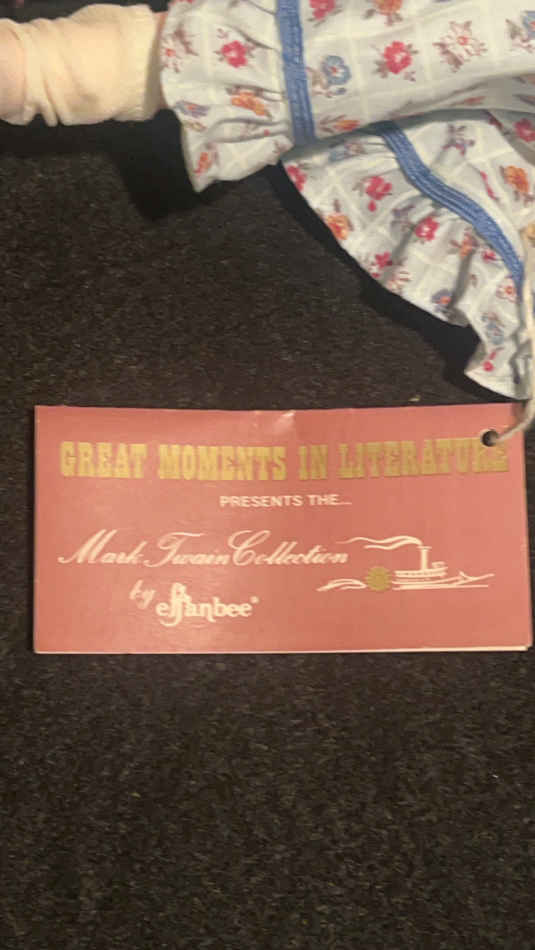 GREAT MOMENTS IN LITERATURE
PRESENTS THE...
Mark Twain Collection
by effanbee®